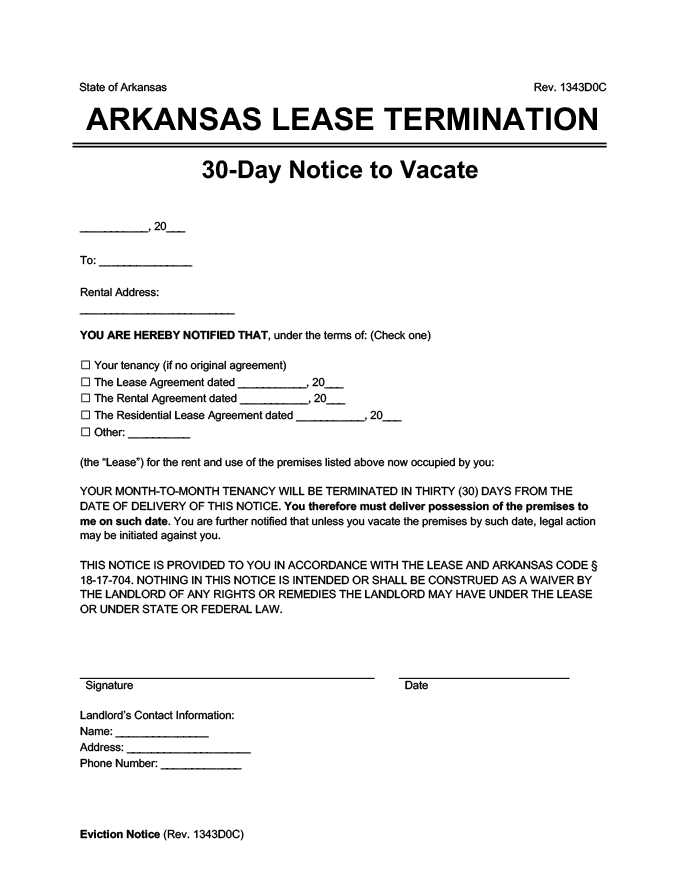 State of Arkansas Rev. 1343D0C
ARKANSAS LEASE TERMINATION
30-Day Notice to Vacate
___________, 20___
To: _______________
Rental Address:
_________________________
YOU ARE HEREBY NOTIFIED THAT, under the terms of: (Check one)
☐ Your tenancy (if no original agreement)
☐ The Lease Agreement dated ___________, 20___
☐ The Rental Agreement dated ___________, 20___
☐ The Residential Lease Agreement dated ___________, 20___
☐ Other: __________
(the “Lease”) for the rent and use of the premises listed above now occupied by you:
YOUR MONTH-TO-MONTH TENANCY WILL BE TERMINATED IN THIRTY (30) DAYS FROM THE
DATE OF DELIVERY OF THIS NOTICE. You therefore must deliver possession of the premises to
me on such date. You are further notified that unless you vacate the premises by such date, legal action
may be initiated against you.
THIS NOTICE IS PROVIDED TO YOU IN ACCORDANCE WITH THE LEASE AND ARKANSAS CODE §
18-17-704. NOTHING IN THIS NOTICE IS INTENDED OR SHALL BE CONSTRUED AS A WAIVER BY
THE LANDLORD OF ANY RIGHTS OR REMEDIES THE LANDLORD MAY HAVE UNDER THE LEASE
OR UNDER STATE OR FEDERAL LAW.
Signature Date
Landlord’s Contact Information:
Name: _______________
Address: ____________________
Phone Number: _____________
Eviction Notice (Rev. 1343D0C)